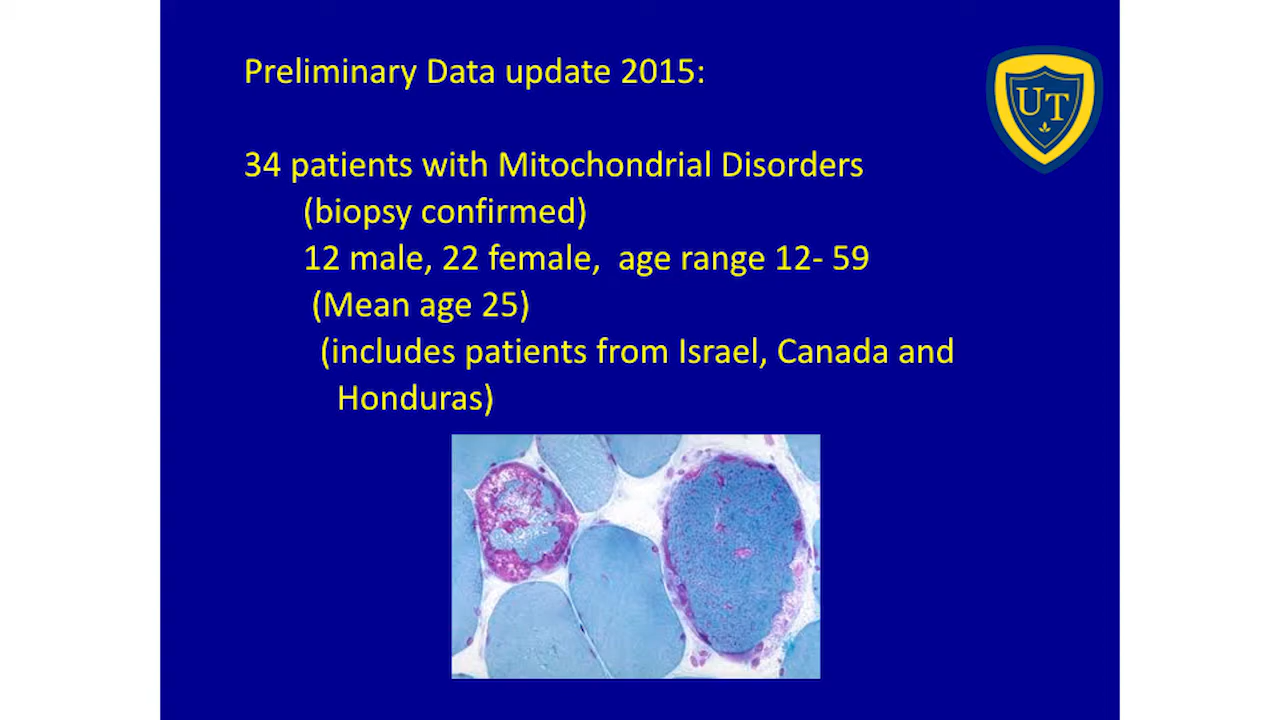 Preliminary Data update 2015:
UT
34 patients with Mitochondrial Disorders
(biopsy confirmed)
12 male, 22 female,  age range 12- 59
(Mean age 25)
(includes patients from Israel, Canada and
Honduras)